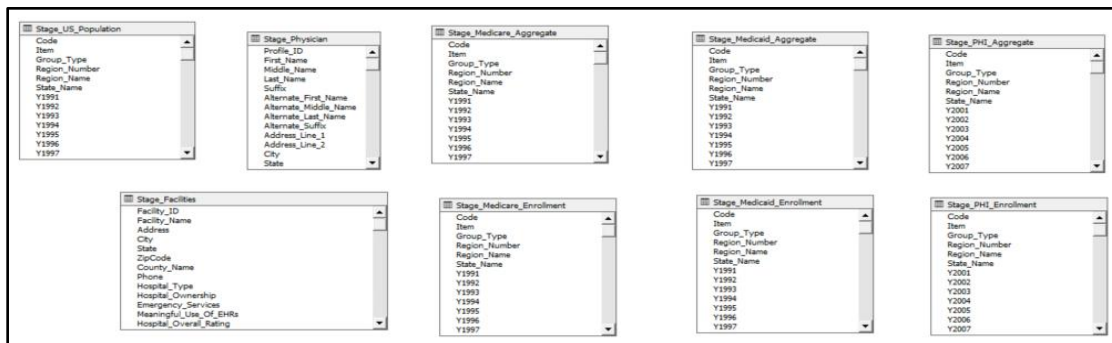 Stage_US_Population
Code
Item
Group_Type
Region_Number
Region_Name
State_Name
Y1991
Y1992
Y1993
Y1994
Y1995
Y1996
Y1997
Stage_Physician
Profile_ID
First_Name
Middle_Name
Last_Name
Suffix
Alternate_First_Name
Alternate_Middle_Name
Alternate_Last_Name
Alternate_Suffix
Address_Line_1
Address_Line_2
City
State
Stage_Medicare_Aggregate
Code
Item
Group_Type
Region_Number
Region_Name
State_Name
Y1991
Y1992
Y1993
Y1994
Y1995
Y1996
Y1997
Stage_Medicaid_Aggregate
Code
Item
Group_Type
Region_Number
Region_Name
State_Name
Y1991
Y1992
Y1993
Y1994
Y1995
Y1996
Y1997
Stage_PHI_Aggregate
Code
Item
Group_Type
Region_Number
Region_Name
State_Name
Y2001
Y2002
Y2003
Y2004
Y2005
Y2006
Y2007
Stage_Facilities
Facility_ID
Facility_Name
Address
City
State
ZipCode
County_Name
Phone
Hospital_Type
Hospital_Ownership
Emergency_Services
Meaningful_Use_Of_EHRs
Hospital_Overall_Rating
Stage_Medicare_Enrollment
Code
Item
Group_Type
Region_Number
Region_Name
State_Name
Y1991
Y1992
Y1993
Y1994
Y1995
Y1996
Y1997
Stage_Medicaid_Enrollment
Code
Item
Group_Type
Region_Number
Region_Name
State_Name
Y1991
Y1992
Y1993
Y1994
Y1995
Y1996
Y1997
Stage_PHI_Enrollment
Code
Item
Group_Type
Region_Number
Region_Name
State_Name
Y2001
Y2002
Y2003
Y2004
Y2005
Y2006
Y2007